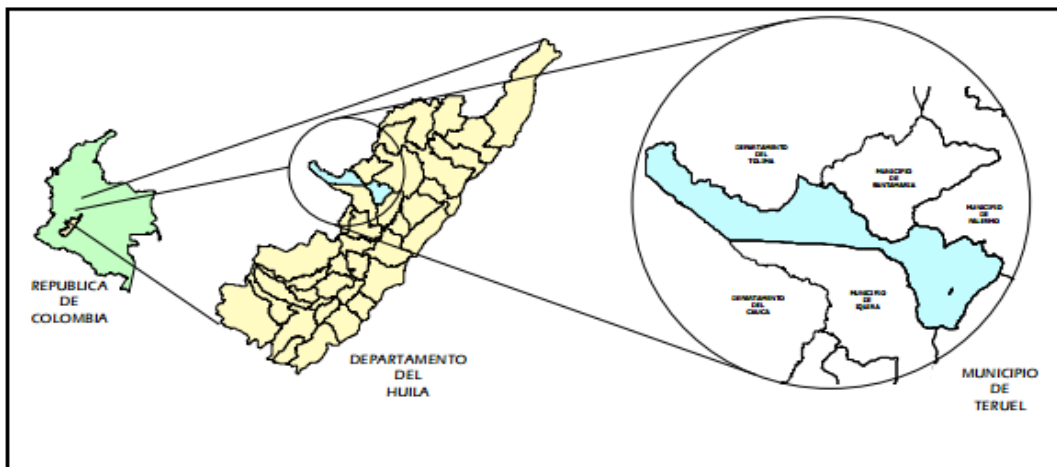 REPUBLICA
DE
COLOMBIA
DEPARTAMENTO
DEL
HUILA
DEPARTAMENTO
DEL
TOLIMA
MUNICIPIO
DE
SANTAMARIA
MUNICIPIO
DE
PALERMO
DEPARTAMENTO
DEL
CAUCA
MUNICIPIO
DE
IQUIRA
MUNICIPIO
DE
TERUEL